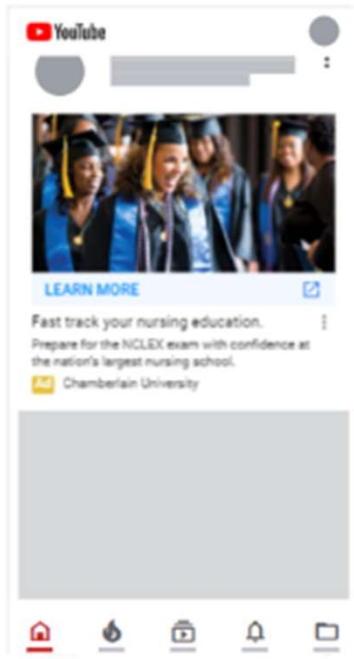 YouTube
LEARN MORE
Fast track your nursing education.
Prepare for the NCLEX exam with confidence at
the nation's largest nursing school.
Ad Chamberlain University